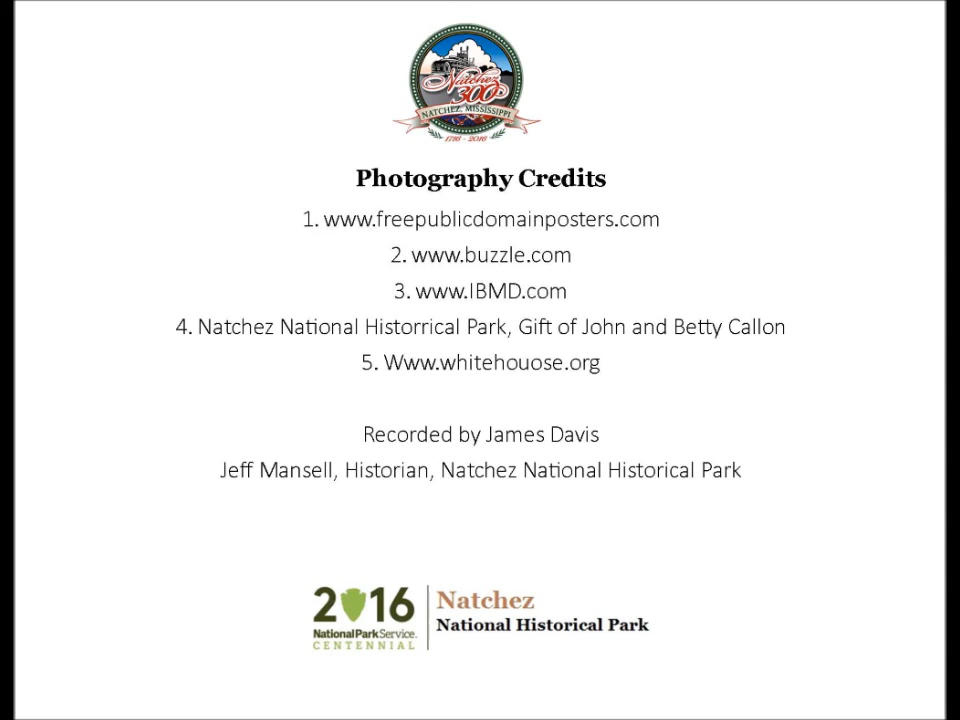 Natchez
300
NATCHEZ, MISSISSIPPI
1716 - 2016
Photography Credits
1. www.freepublicdomainposters.com
2. www.buzzle.com
3. www.IBMD.com
4. Natchez National Historrical Park, Gift of John and Betty Callon
5. Www.whitehouose.org
Recorded by James Davis
Jeff Mansell, Historian, Natchez National Historical Park
2016
National Park Service.
CENTENNIAL
Natchez
National Historical Park